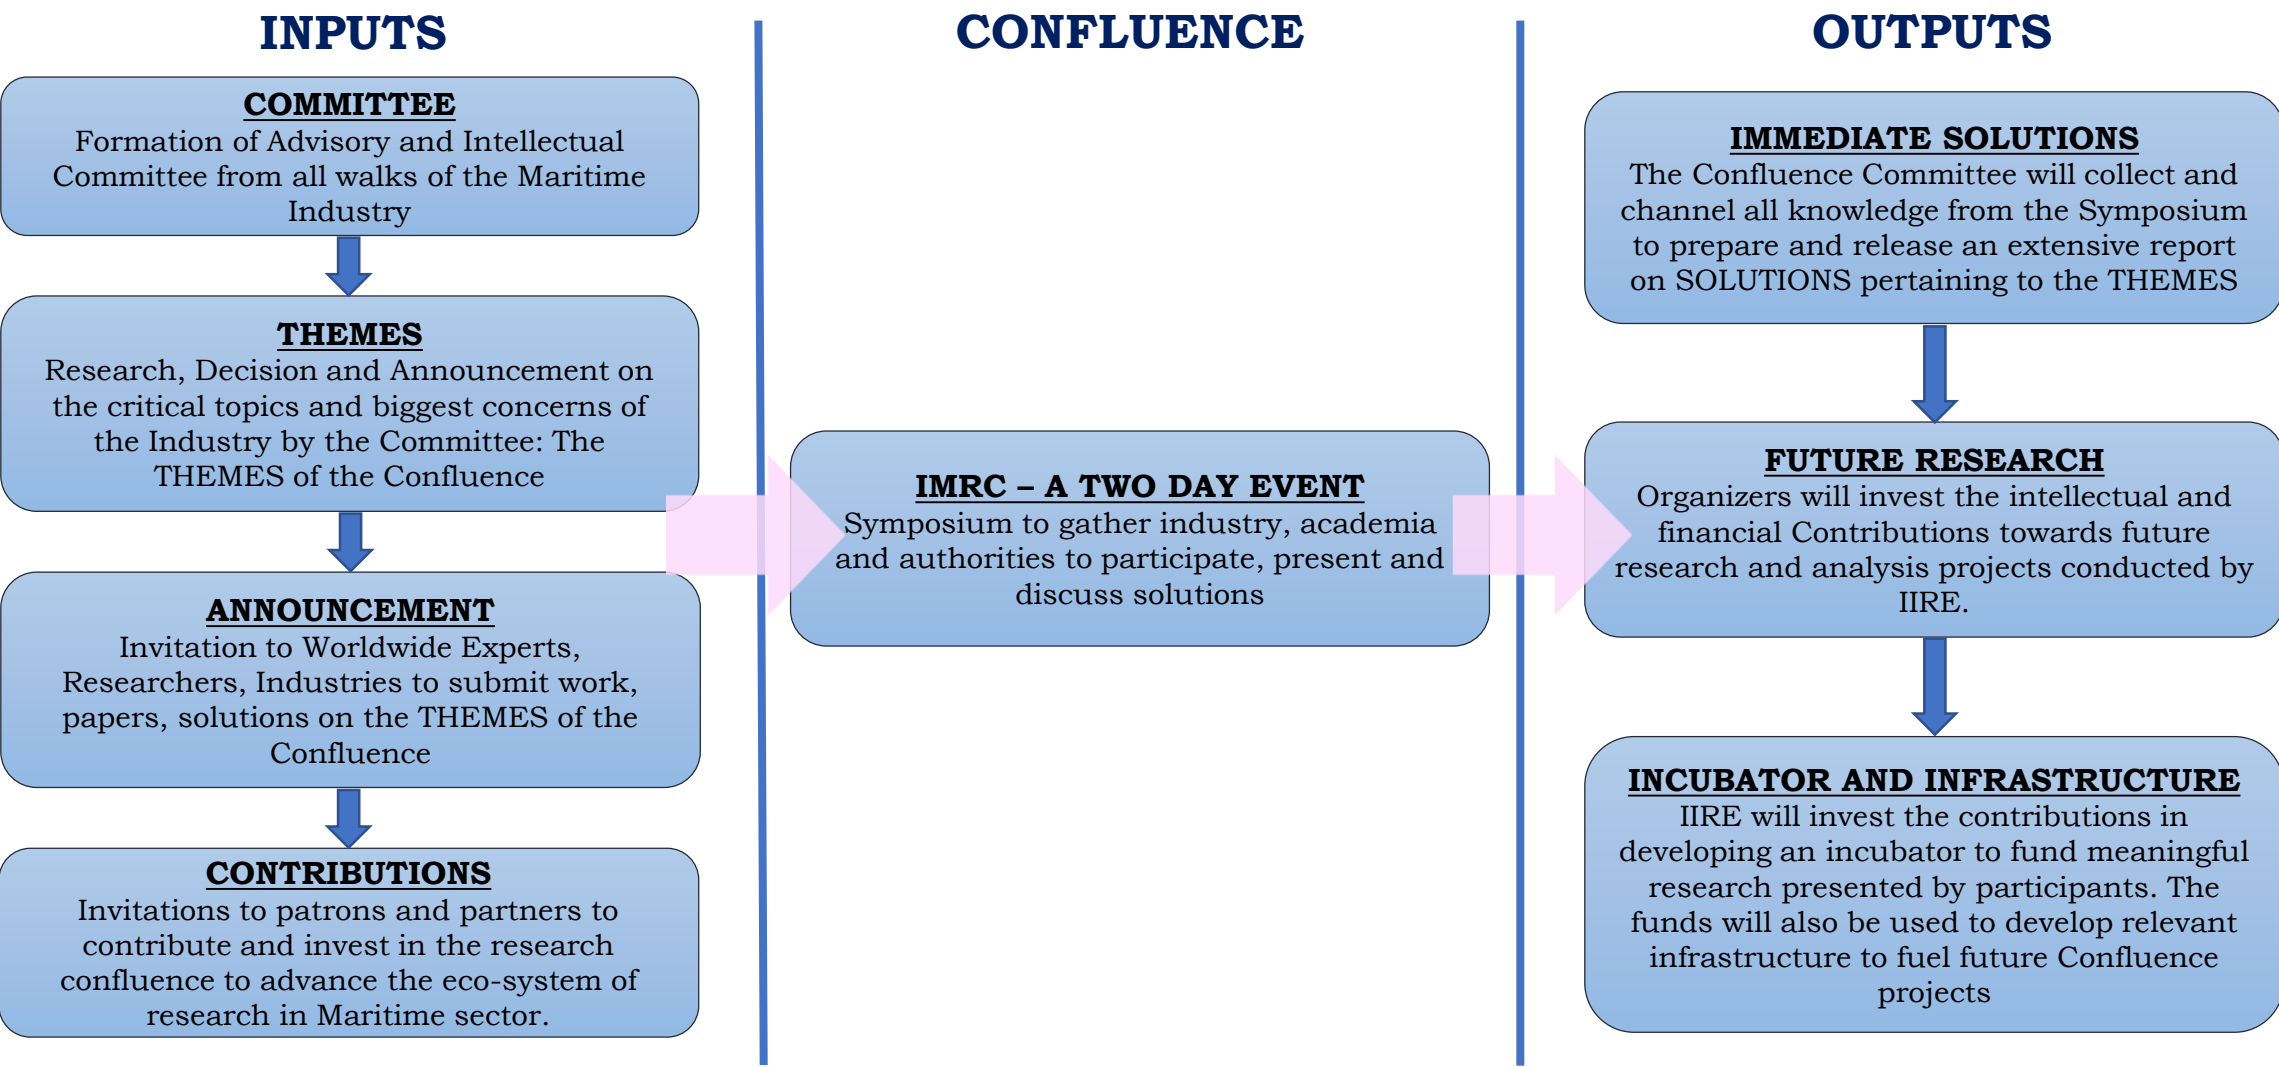 INPUTS
COMMITTEE
Formation of Advisory and Intellectual
Committee from all walks of the Maritime
Industry
THEMES
Research, Decision and Announcement on
the critical topics and biggest concerns of
the Industry by the Committee: The
THEMES of the Confluence
ANNOUNCEMENT
Invitation to Worldwide Experts,
Researchers, Industries to submit work,
papers, solutions on the THEMES of the
Confluence
CONTRIBUTIONS
Invitations to patrons and partners to
contribute and invest in the research
confluence to advance the eco-system of
research in Maritime sector.
CONFLUENCE
IMRC – A TWO DAY EVENT
Symposium to gather industry, academia
and authorities to participate, present and
discuss solutions
OUTPUTS
IMMEDIATE SOLUTIONS
The Confluence Committee will collect and
channel all knowledge from the Symposium
to prepare and release an extensive report
on SOLUTIONS pertaining to the THEMES
FUTURE RESEARCH
Organizers will invest the intellectual and
financial Contributions towards future
research and analysis projects conducted by
IIRE.
INCUBATOR AND INFRASTRUCTURE
IIRE will invest the contributions in
developing an incubator to fund meaningful
research presented by participants. The
funds will also be used to develop relevant
infrastructure to fuel future Confluence
projects